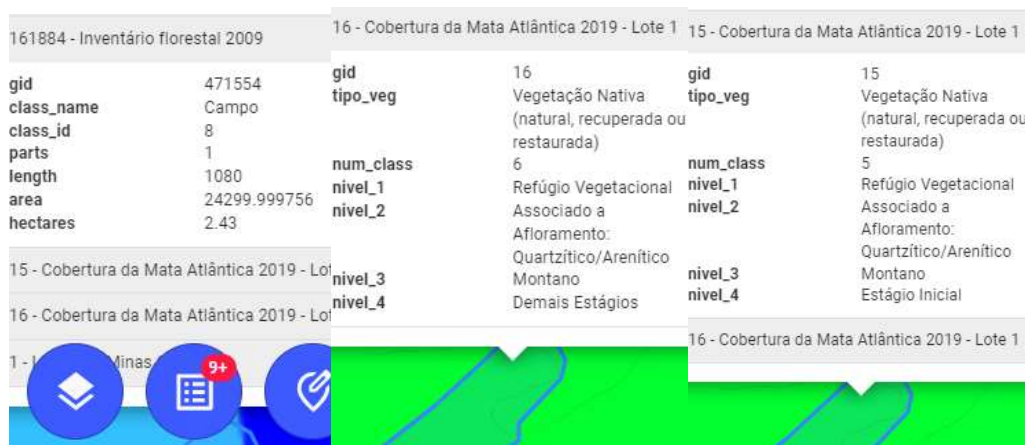 161884 - Inventário florestal 2009
gid 471554
class_name Campo
class_id 8
parts 1
length 1080
area 24299.999756
hectares 2.43
15 - Cobertura da Mata Atlântica 2019 - Lot
16 - Cobertura da Mata Atlântica 2019 - Lot
1 - Minas
9+
16 - Cobertura da Mata Atlântica 2019 - Lote 1
gid 16
tipo_veg Vegetação Nativa
(natural, recuperada ou
restaurada)
num_class 6
nivel_1 Refúgio Vegetacional
nivel_2 Associado a
Afloramento:
Quartzítico/Arenítico
nivel_3 Montano
nivel_4 Demais Estágios
15 - Cobertura da Mata Atlântica 2019 - Lote 1
gid 15
tipo_veg Vegetação Nativa
(natural, recuperada ou
restaurada)
num_class 5
nivel_1 Refúgio Vegetacional
nivel_2 Associado a
Afloramento:
Quartzítico/Arenítico
nivel_3 Montano
nivel_4 Estágio Inicial
16 - Cobertura da Mata Atlântica 2019 - Lote 1